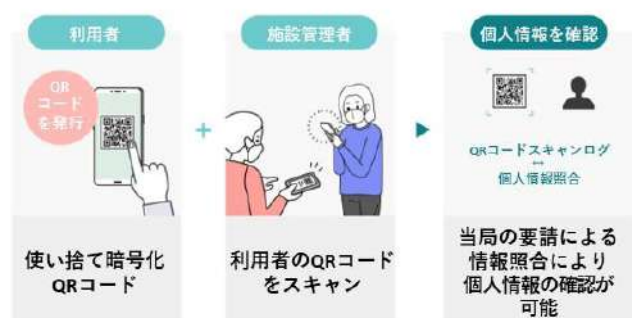 利用者
QR
コード
を発行
使い捨て暗号化
QRコード
+
施設管理者
利用者のQRコード
をスキャン
個人情報を確認
QRコードスキャンログ
↔
個人情報照合
当局の要請による
情報照合により
個人情報の確認が
可能